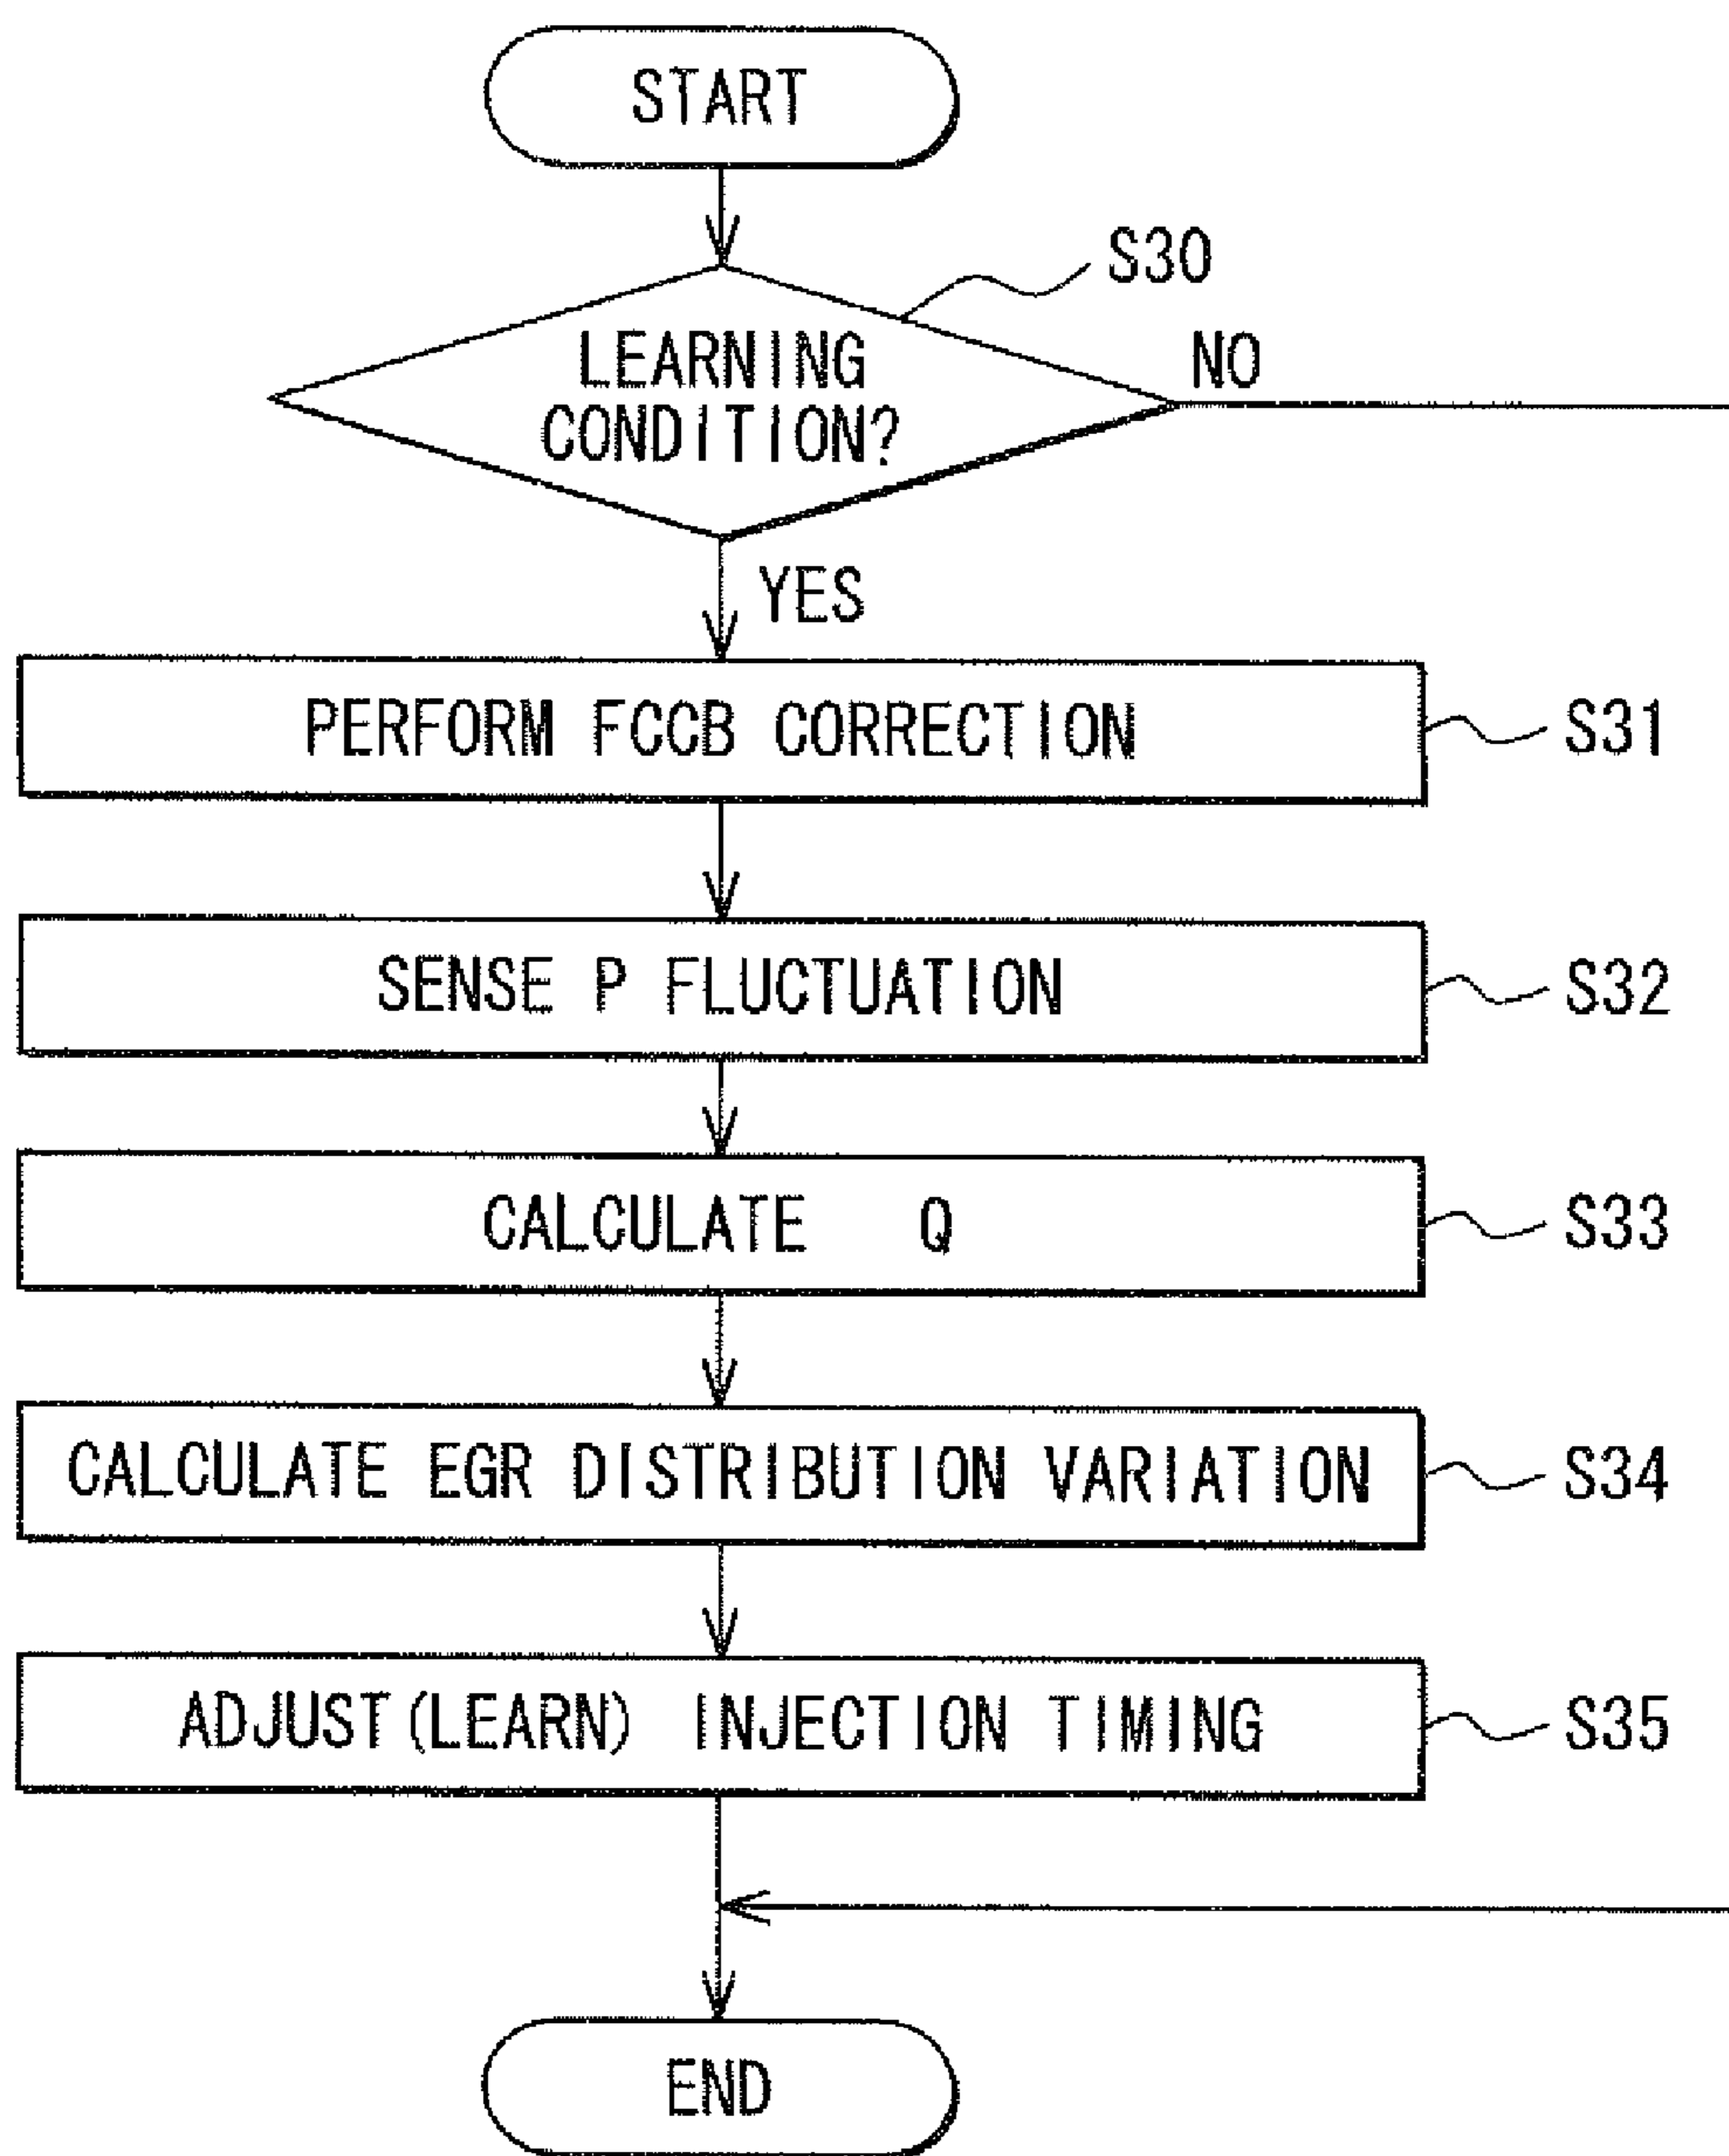 START
S30
LEARNING
CONDITION?
NO
YES
PERFORM FCCB CORRECTION
S31
SENSE P FLUCTUATION
S32
CALCULATE Q
S33
CALCULATE EGR DISTRIBUTION VARIATION
S34
ADJUST(LEARN) INJECTION TIMING
S35
END